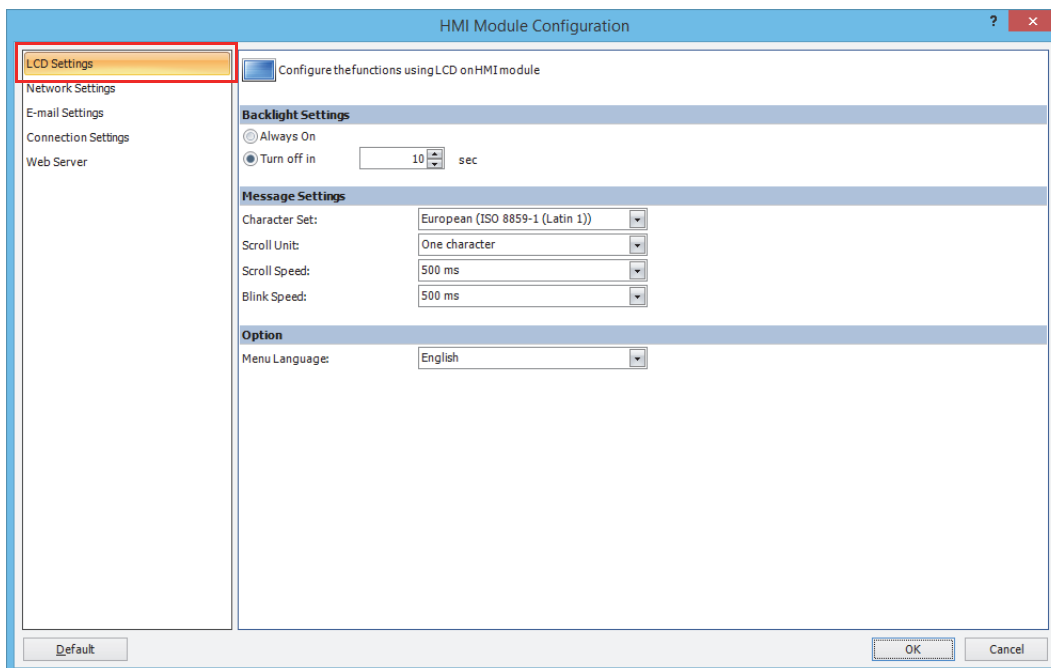 HMI Module Configuration
?
LCD Settings
Network Settings
E-mail Settings
Connection Settings
Web Server
Configure thefunctions using LCD on HMI module
Backlight Settings
Always On
Turn off in 10 sec
Message Settings
Character Set: European (ISO 8859-1 (Latin 1))
Scroll Unit: One character
Scroll Speed: 500 ms
Blink Speed: 500 ms
Option
Menu Language: English
Default OK Cancel